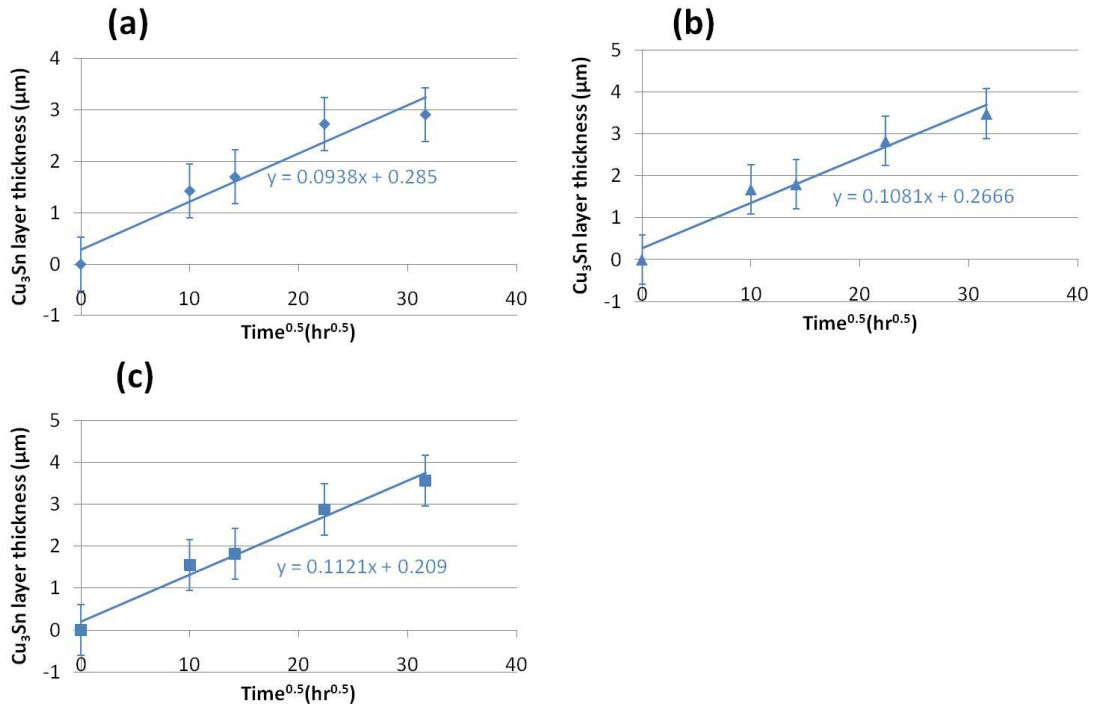 (a)
Cu₃Sn layer thickness (μm)
4
3
2
1
0
-1
0 10 20 30 40
y = 0.0938x + 0.285
Time⁰·⁵(hr⁰·⁵)
(b)
Cu₃Sn layer thickness (μm)
5
4
3
2
1
0
-1
0 10 20 30 40
y = 0.1081x + 0.2666
Time⁰·⁵(hr⁰·⁵)
(c)
Cu₃Sn layer thickness (μm)
5
4
3
2
1
0
-1
0 10 20 30 40
y = 0.1121x + 0.209
Time⁰·⁵(hr⁰·⁵)